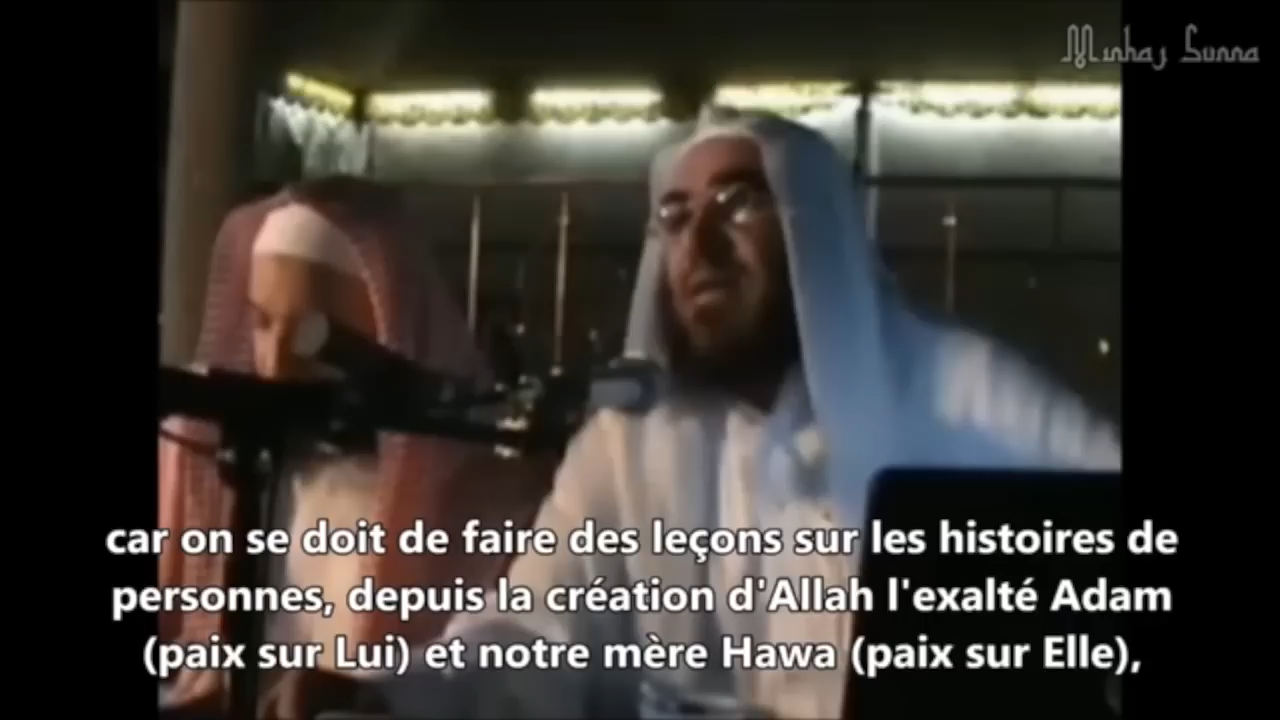 Minhaj Sunna
car on se doit de faire des leçons sur les histoires de
personnes, depuis la création d'Allah l'exalté Adam
(paix sur Lui) et notre mère Hawa (paix sur Elle),